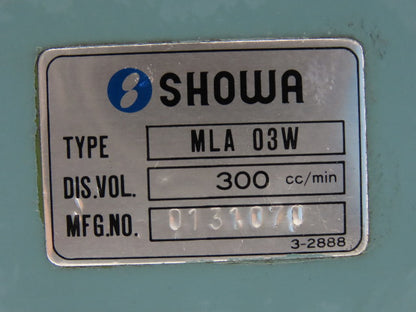 SHOWA
TYPE MLA 03W
DIS.VOL. 300 cc/min
MFG.NO. 0131070
3-2888